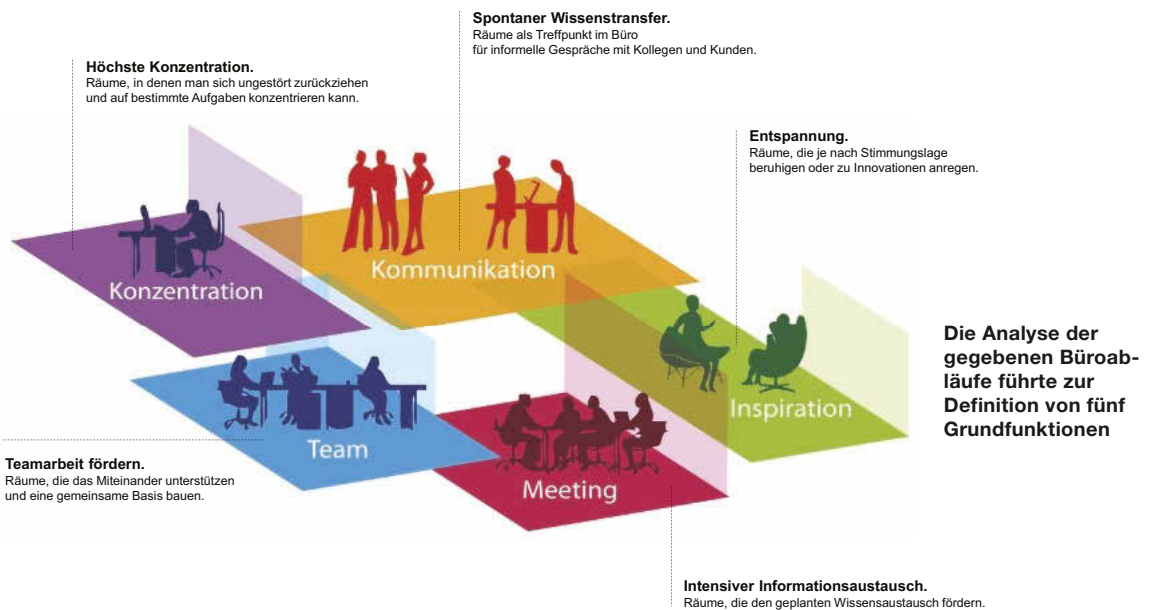 Spontaner Wissenstransfer.
Räume als Treffpunkt im Büro
für informelle Gespräche mit Kollegen und Kunden.
Höchste Konzentration.
Räume, in denen man sich ungestört zurückziehen
und auf bestimmte Aufgaben konzentrieren kann.
Entspannung.
Räume, die je nach Stimmungslage
beruhigen oder zu Innovationen anregen.
Kommunikation
Konzentration
Inspiration
Team
Meeting
Die Analyse der
gegebenen Büroab-
läufe führte zur
Definition von fünf
Grundfunktionen
Teamarbeit fördern.
Räume, die das Miteinander unterstützen
und eine gemeinsame Basis bauen.
Intensiver Informationsaustausch.
Räume, die den geplanten Wissensaustausch fördern.